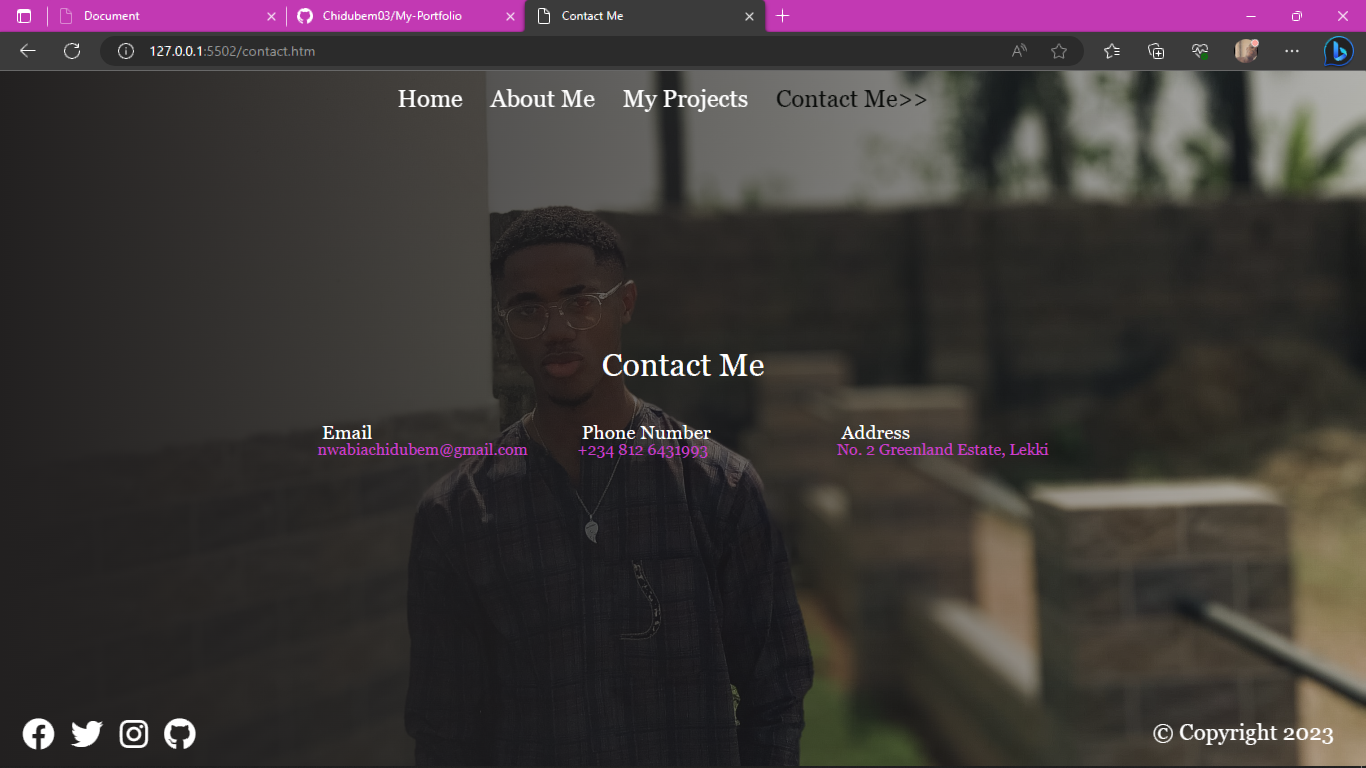 Document
Chidubem03/My-Portfolio
Contact Me
127.0.0.1:5502/contact.htm
Home About Me My Projects Contact Me>>
Contact Me
Email Phone Number Address
nwabiachidubem@gmail.com +234 812 6431993 No. 2 Greenland Estate, Lekki
© Copyright 2023